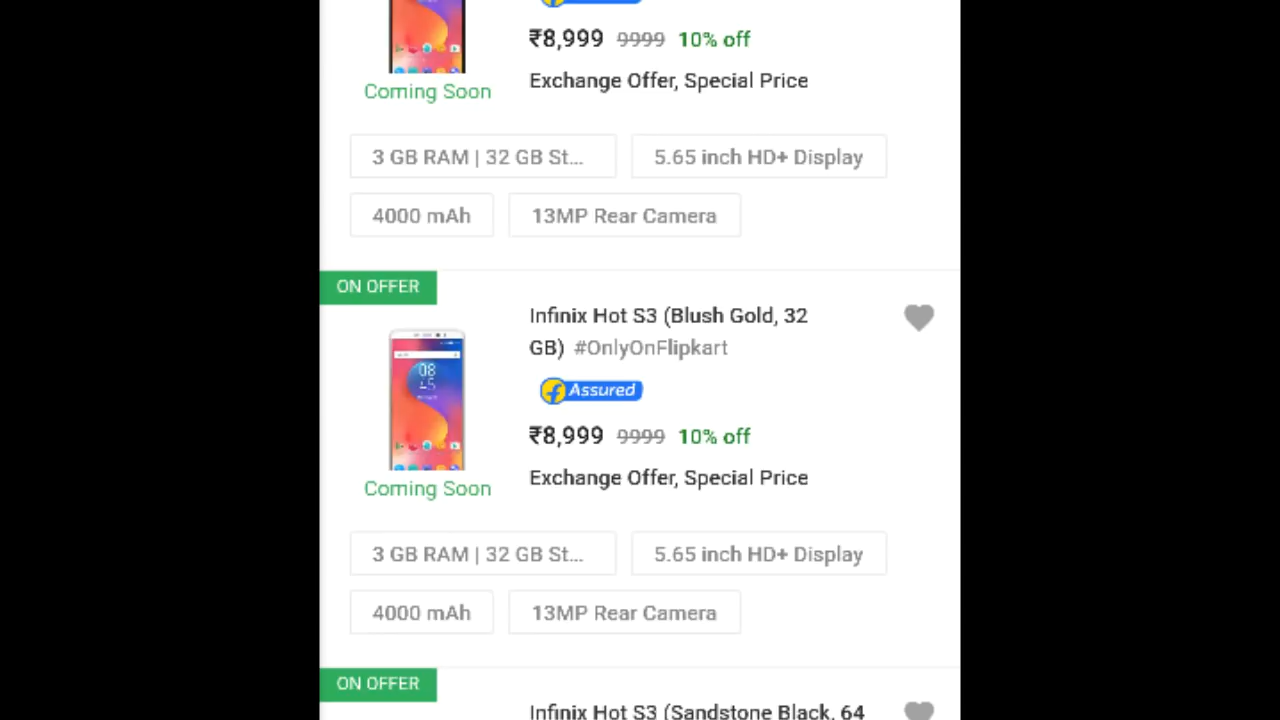 ₹8,999 9999 10% off
Exchange Offer, Special Price
Coming Soon
3 GB RAM | 32 GB St...
5.65 inch HD+ Display
4000 mAh
13MP Rear Camera
ON OFFER
Infinix Hot S3 (Blush Gold, 32
GB) #OnlyOnFlipkart
Assured
₹8,999 9999 10% off
Exchange Offer, Special Price
Coming Soon
3 GB RAM | 32 GB St...
5.65 inch HD+ Display
4000 mAh
13MP Rear Camera
ON OFFER
Infinix Hot S3 (Sandstone Black, 64